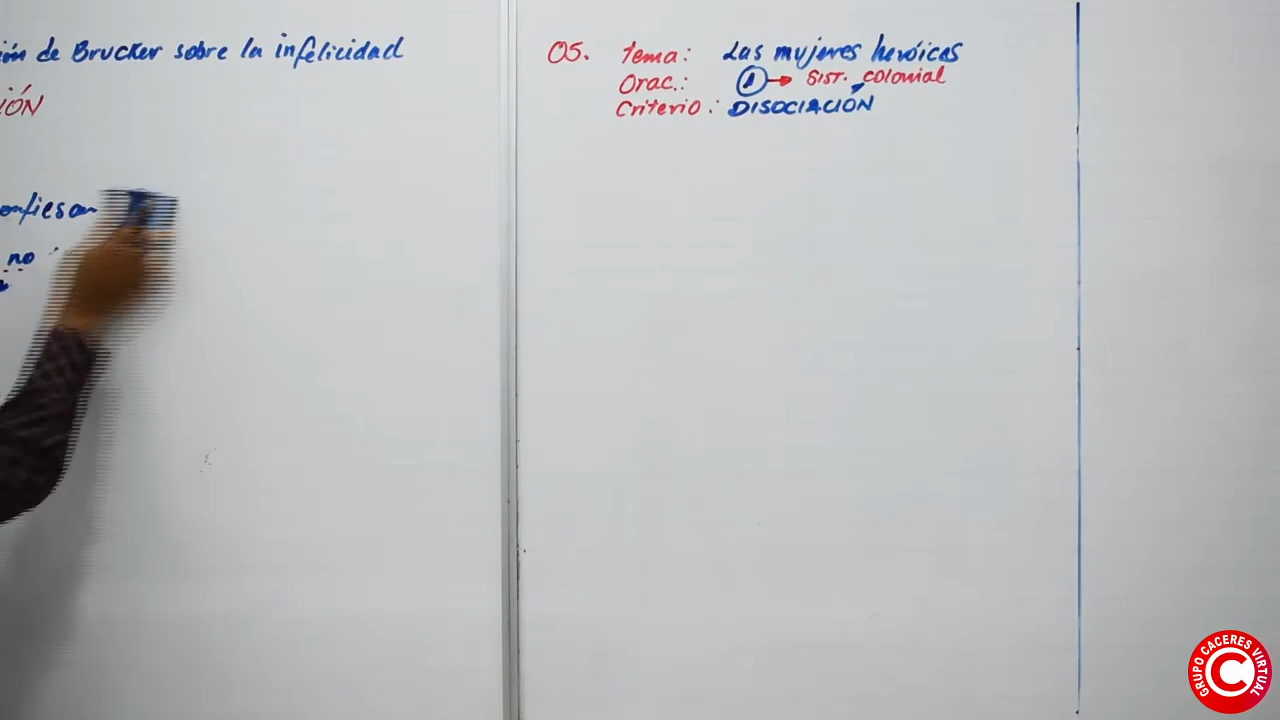 ión de Brucker sobre la infelicidad
IÓN
onfiesan
no
05. Tema: Las mujeres heróicas
Orac.: 1 → SIST. colonial
Criterio: DISOCIACIÓN
GRUPO CACERES VIRTUAL